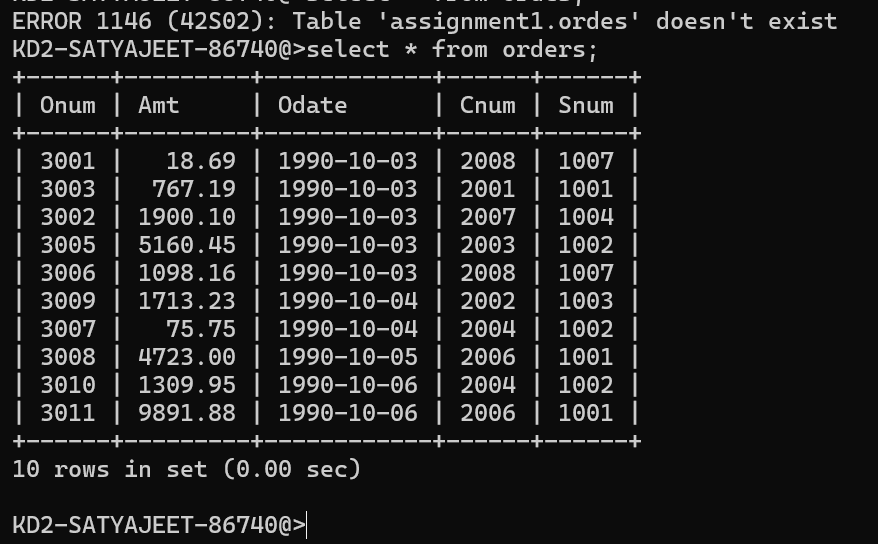 ERROR 1146 (42S02): Table 'assignment1.ordes' doesn't exist
KD2-SATYAJEET-86740@>select * from orders;
+------+---------+------------+------+------+
| Onum | Amt     | Odate      | Cnum | Snum |
+------+---------+------------+------+------+
| 3001 |   18.69 | 1990-10-03 | 2008 | 1007 |
| 3003 |  767.19 | 1990-10-03 | 2001 | 1001 |
| 3002 | 1900.10 | 1990-10-03 | 2007 | 1004 |
| 3005 | 5160.45 | 1990-10-03 | 2003 | 1002 |
| 3006 | 1098.16 | 1990-10-03 | 2008 | 1007 |
| 3009 | 1713.23 | 1990-10-04 | 2002 | 1003 |
| 3007 |   75.75 | 1990-10-04 | 2004 | 1002 |
| 3008 | 4723.00 | 1990-10-05 | 2006 | 1001 |
| 3010 | 1309.95 | 1990-10-06 | 2004 | 1002 |
| 3011 | 9891.88 | 1990-10-06 | 2006 | 1001 |
+------+---------+------------+------+------+
10 rows in set (0.00 sec)
KD2-SATYAJEET-86740@>